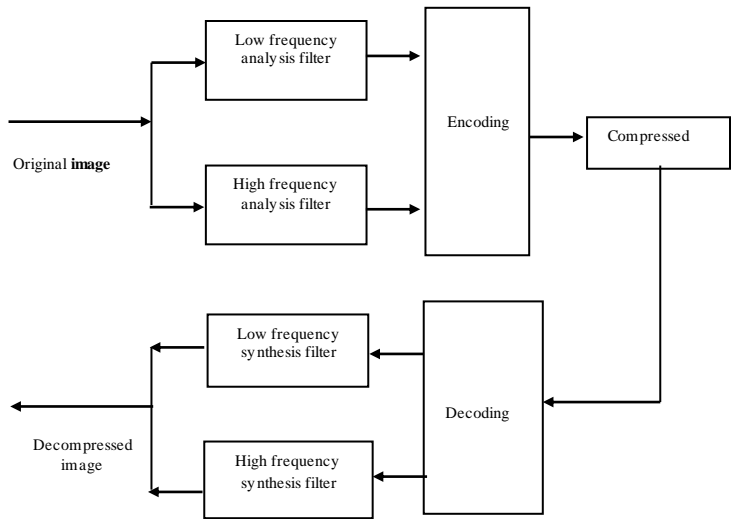 Low frequency
analysis filter
Encoding
Compressed
Original image
High frequency
analysis filter
Low frequency
synthesis filter
Decoding
Decompressed
image
High frequency
synthesis filter